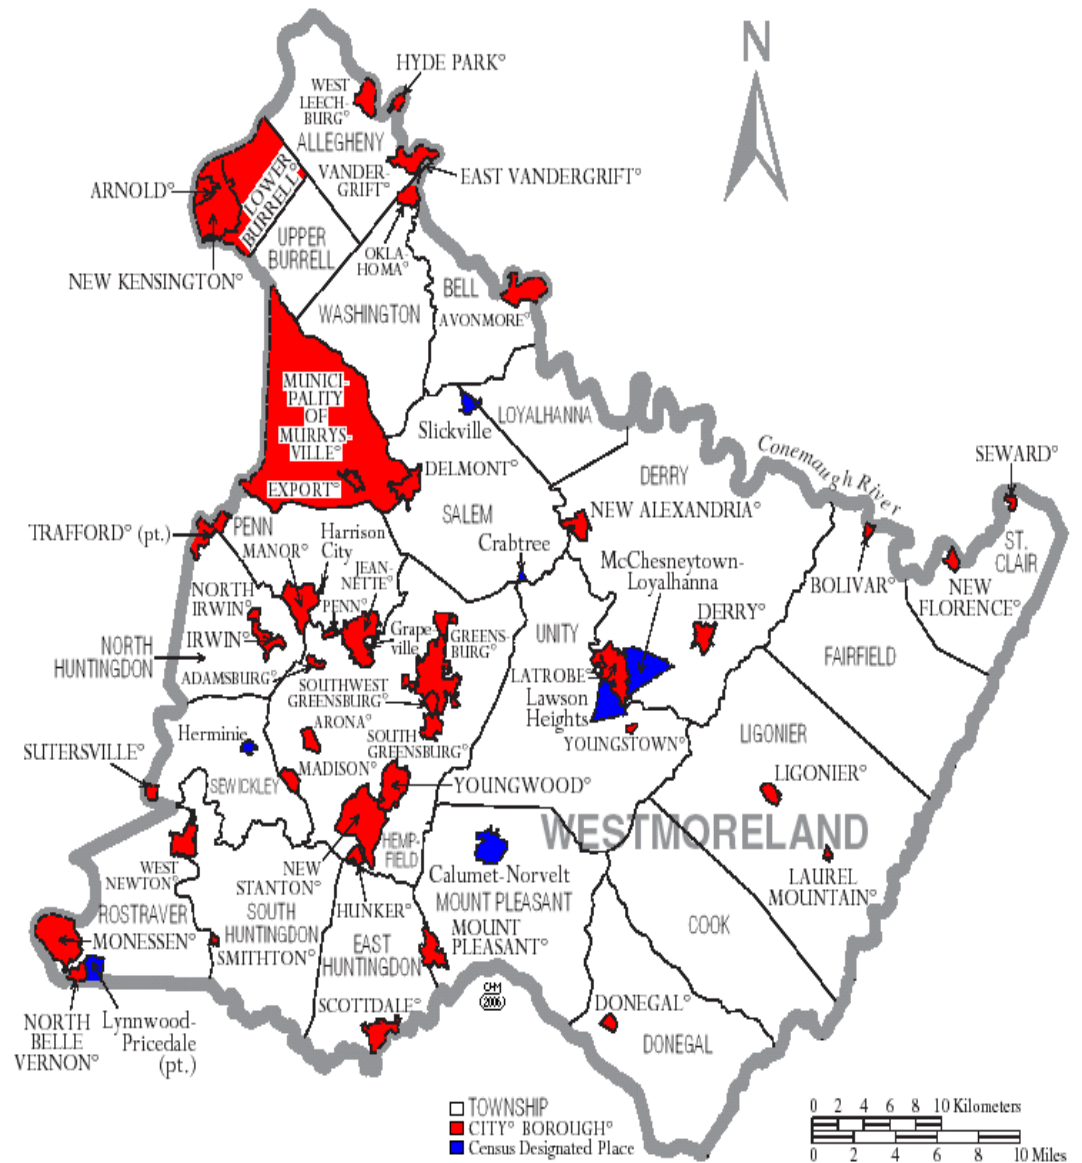 N
HYDE PARK°
WEST
LEECH-
BURG°
ALLEGHENY
VANDER-
GRIFT°
EAST VANDERGRIFT°
ARNOLD°
LOWER
BURRELL°
UPPER
BURRELL
OKLA-
HOMA°
NEW KENSINGTON°
BELL
WASHINGTON
AVONMORE°
MUNICI-
PALITY
OF
MURRYS-
VILLE°
Slickville
LOYALHANNA
DELMONT°
EXPORT°
DERRY
Conemaugh River
SEWARD°
SALEM
NEW ALEXANDRIA°
TRAFFORD° (pt.)
PENN
MANOR°
Harrison
City
Crabtree
JEAN-
NETTE°
McChesneytown-
Loyalhanna
ST.
CLAIR
BOLIVAR°
NEW
FLORENCE°
NORTH
IRWIN°
PENN°
IRWIN°
Grape-
ville
GREENS-
BURG°
UNITY
DERRY°
FAIRFIELD
NORTH
HUNTINGDON
ADAMSBURG°
SOUTHWEST
GREENSBURG°
LATROBE°
Lawson
Heights
ARONA°
SOUTH
GREENSBURG°
YOUNGSTOWN°
Herminie
LIGONIER
SUTERSVILLE°
MADISON°
SEWICKLEY
YOUNGWOOD°
LIGONIER°
WESTMORELAND
HEMP-
FIELD
WEST
NEWTON°
NEW
STANTON°
Calumet-Norvelt
LAUREL
MOUNTAIN°
MOUNT PLEASANT
ROSTRAVER
SOUTH
HUNTINGDON
HUNKER°
MOUNT
PLEASANT°
COOK
MONESSEN°
SMITHTON°
EAST
HUNTINGDON
CHM
(2006)
SCOTTDALE°
DONEGAL°
NORTH
BELLE
VERNON°
Lynnwood-
Pricedale
(pt.)
DONEGAL
TOWNSHIP
CITY° BOROUGH°
Census Designated Place
0 2 4 6 8 10 Kilometers
0 2 4 6 8 10 Miles